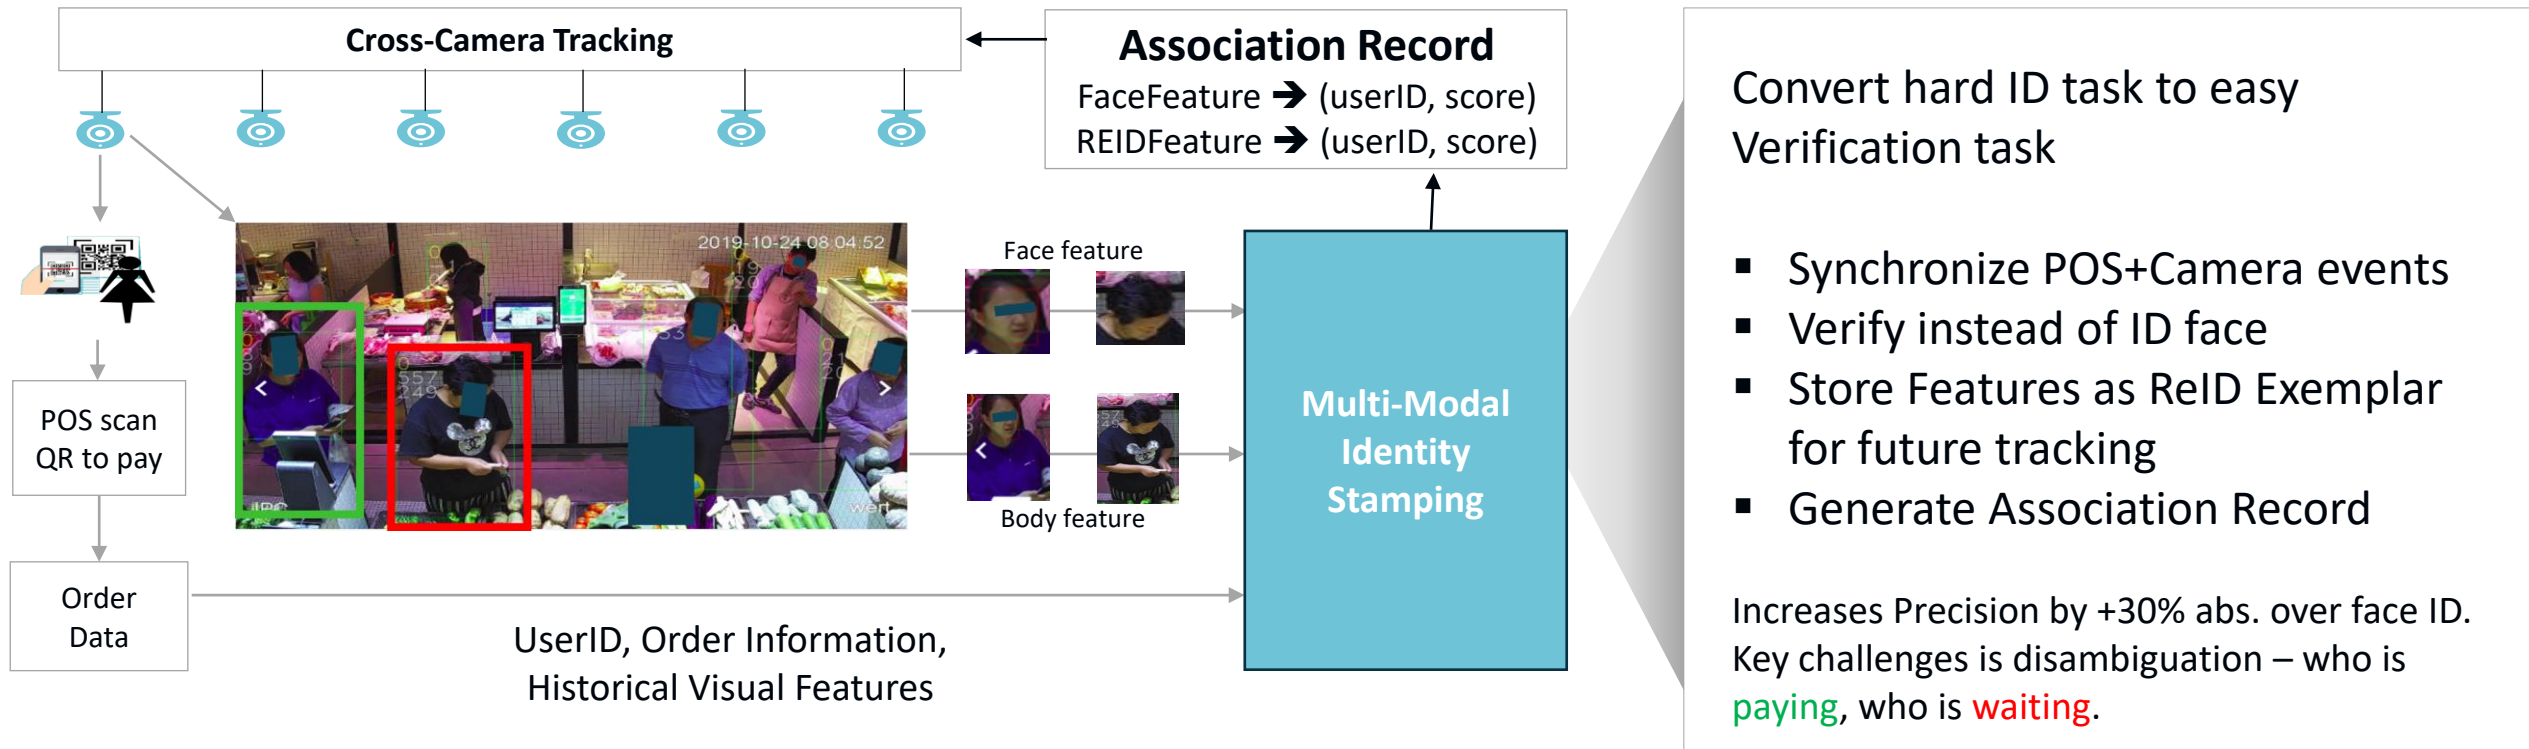 Cross-Camera Tracking
Association Record
FaceFeature ➔ (userID, score)
REIDFeature ➔ (userID, score)
POS scan
QR to pay
Order
Data
2019-10-24 08:04:52
557
249
IPC
wert
Face feature
Body feature
UserID, Order Information,
Historical Visual Features
Multi-Modal
Identity
Stamping
Convert hard ID task to easy
Verification task
▪ Synchronize POS+Camera events
▪ Verify instead of ID face
▪ Store Features as ReID Exemplar
for future tracking
▪ Generate Association Record
Increases Precision by +30% abs. over face ID.
Key challenges is disambiguation – who is
paying, who is waiting.